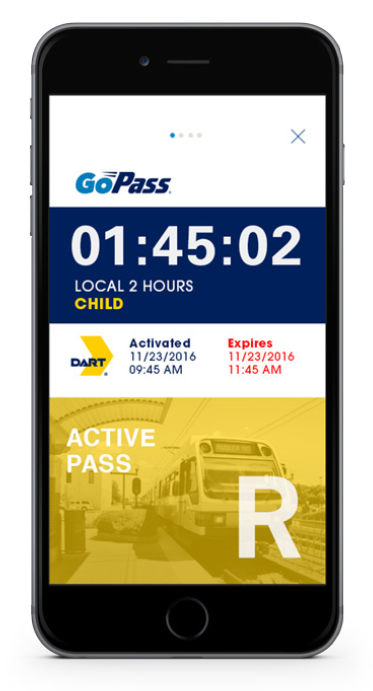 GoPass
01:45:02
LOCAL 2 HOURS
CHILD
DART
Activated
11/23/2016
09:45 AM
Expires
11/23/2016
11:45 AM
ACTIVE
PASS
R